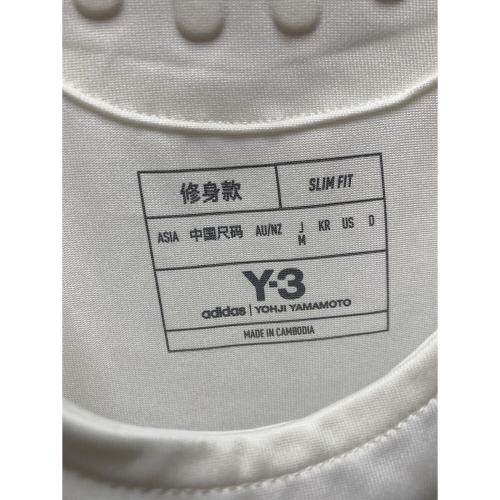 修身款 SLIM FIT
ASIA 中国尺码 AU/NZ J KR US D
M
Y-3
adidas | YOHJI YAMAMOTO
MADE IN CAMBODIA